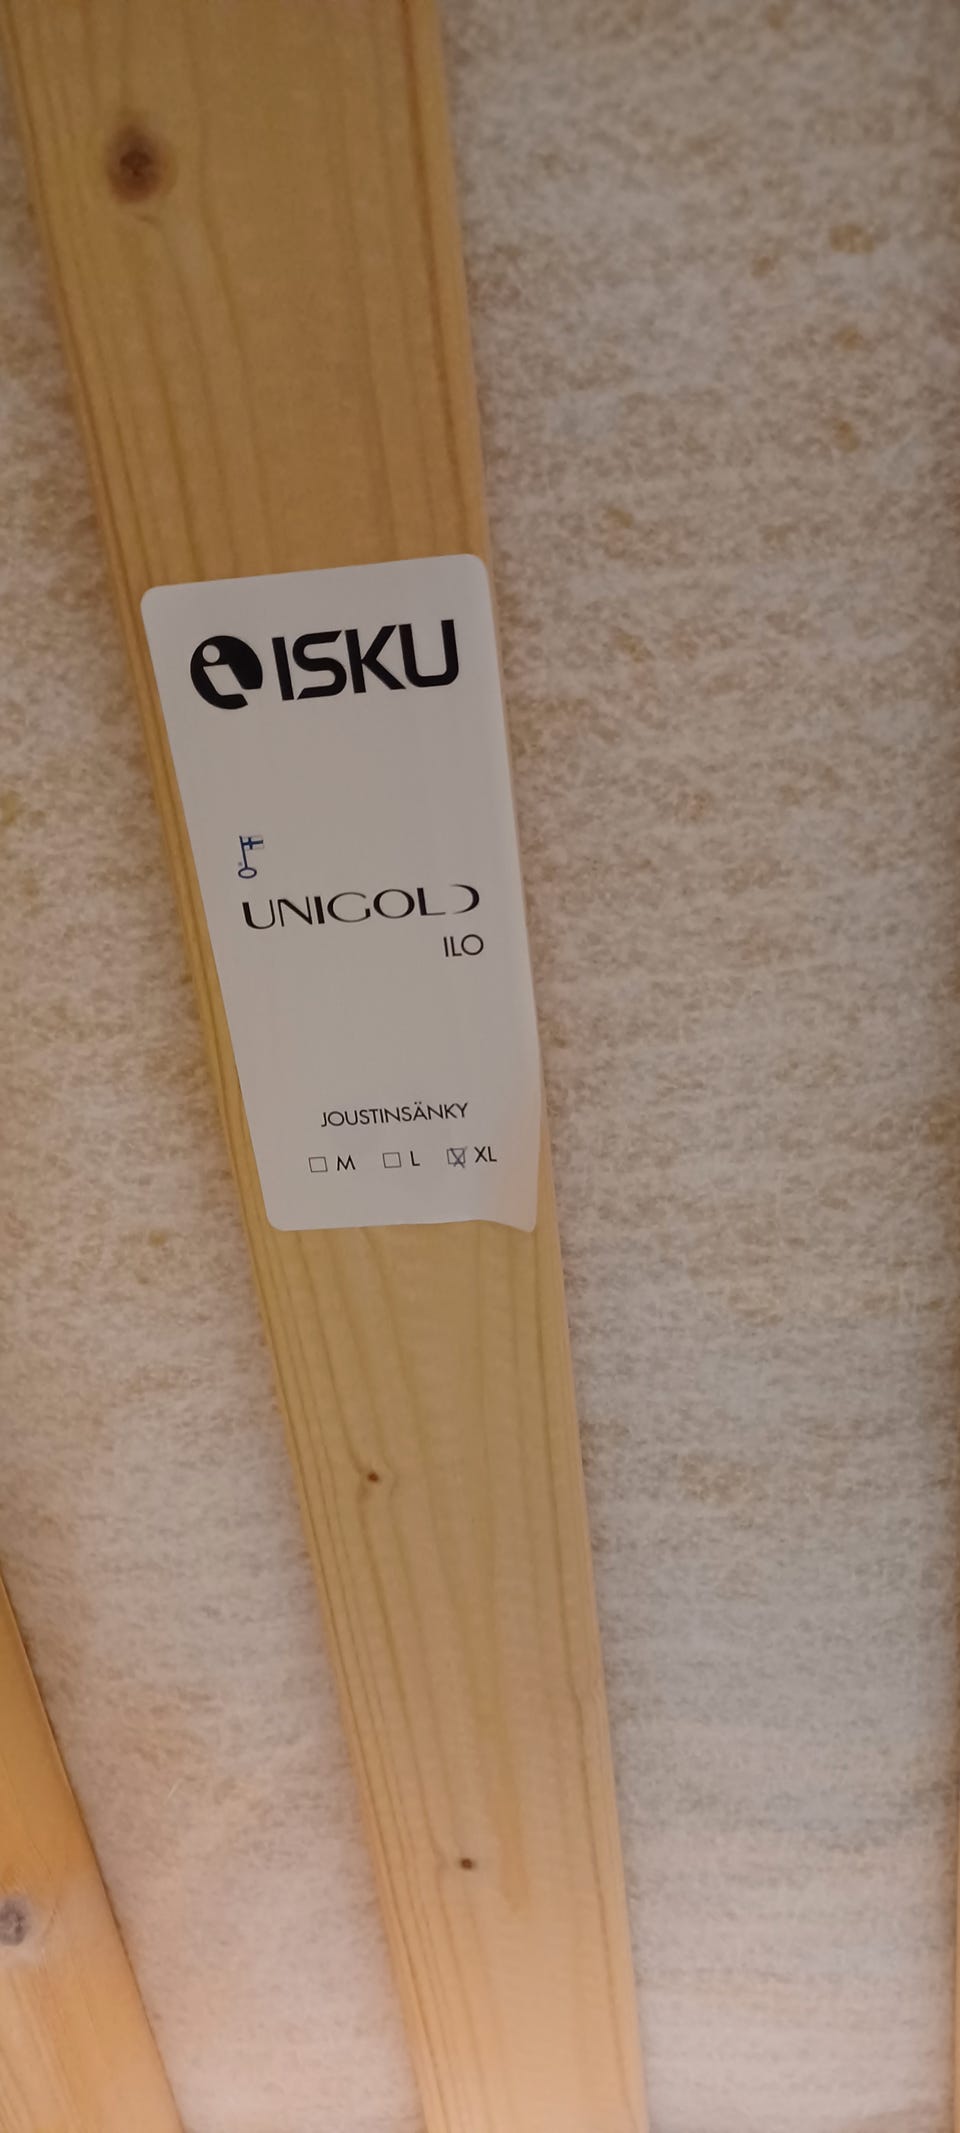 ISKU
UNIGOLD
ILO
JOUSTINSÄNKY
☐ M ☐ L ☒ XL